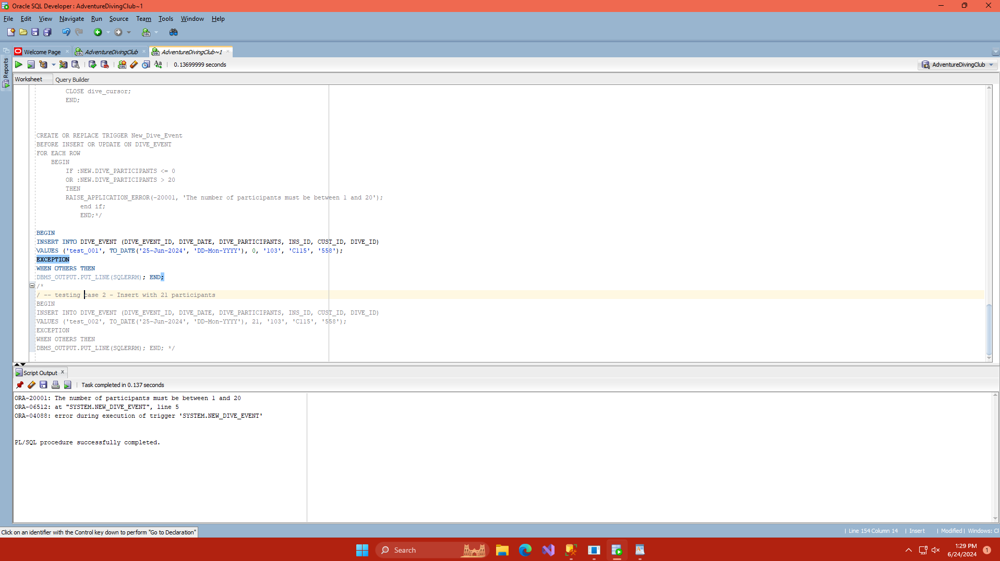 Oracle SQL Developer : AdventureDivingClub~1
File Edit View Navigate Run Source Team Tools Window Help
Reports
Welcome Page AdventureDivingClub AdventureDivingClub~1
0.13699999 seconds
AdventureDivingClub
Worksheet Query Builder
CLOSE dive_cursor;
END;
CREATE OR REPLACE TRIGGER New_Dive_Event
BEFORE INSERT OR UPDATE ON DIVE_EVENT
FOR EACH ROW
BEGIN
IF :NEW.DIVE_PARTICIPANTS <= 0
OR :NEW.DIVE_PARTICIPANTS > 20
THEN
RAISE_APPLICATION_ERROR(-20001, 'The number of participants must be between 1 and 20');
end if;
END;*/
BEGIN
INSERT INTO DIVE_EVENT (DIVE_EVENT_ID, DIVE_DATE, DIVE_PARTICIPANTS, INS_ID, CUST_ID, DIVE_ID)
VALUES ('test_001', TO_DATE('25-Jun-2024', 'DD-Mon-YYYY'), 0, '103', 'C115', '558');
EXCEPTION
WHEN OTHERS THEN
DBMS_OUTPUT.PUT_LINE(SQLERRM); END;
/*
/ -- testing case 2 - Insert with 21 participants
BEGIN
INSERT INTO DIVE_EVENT (DIVE_EVENT_ID, DIVE_DATE, DIVE_PARTICIPANTS, INS_ID, CUST_ID, DIVE_ID)
VALUES ('test_002', TO_DATE('25-Jun-2024', 'DD-Mon-YYYY'), 21, '103', 'C115', '558');
EXCEPTION
WHEN OTHERS THEN
DBMS_OUTPUT.PUT_LINE(SQLERRM); END; */
Script Output
Task completed in 0.137 seconds
ORA-20001: The number of participants must be between 1 and 20
ORA-06512: at "SYSTEM.NEW_DIVE_EVENT", line 5
ORA-04088: error during execution of trigger 'SYSTEM.NEW_DIVE_EVENT'
PL/SQL procedure successfully completed.
Click on an identifier with the Control key down to perform "Go to Declaration"
Line 154 Column 14 Insert Modified Windows: CF
Search
1:29 PM
6/24/2024
1